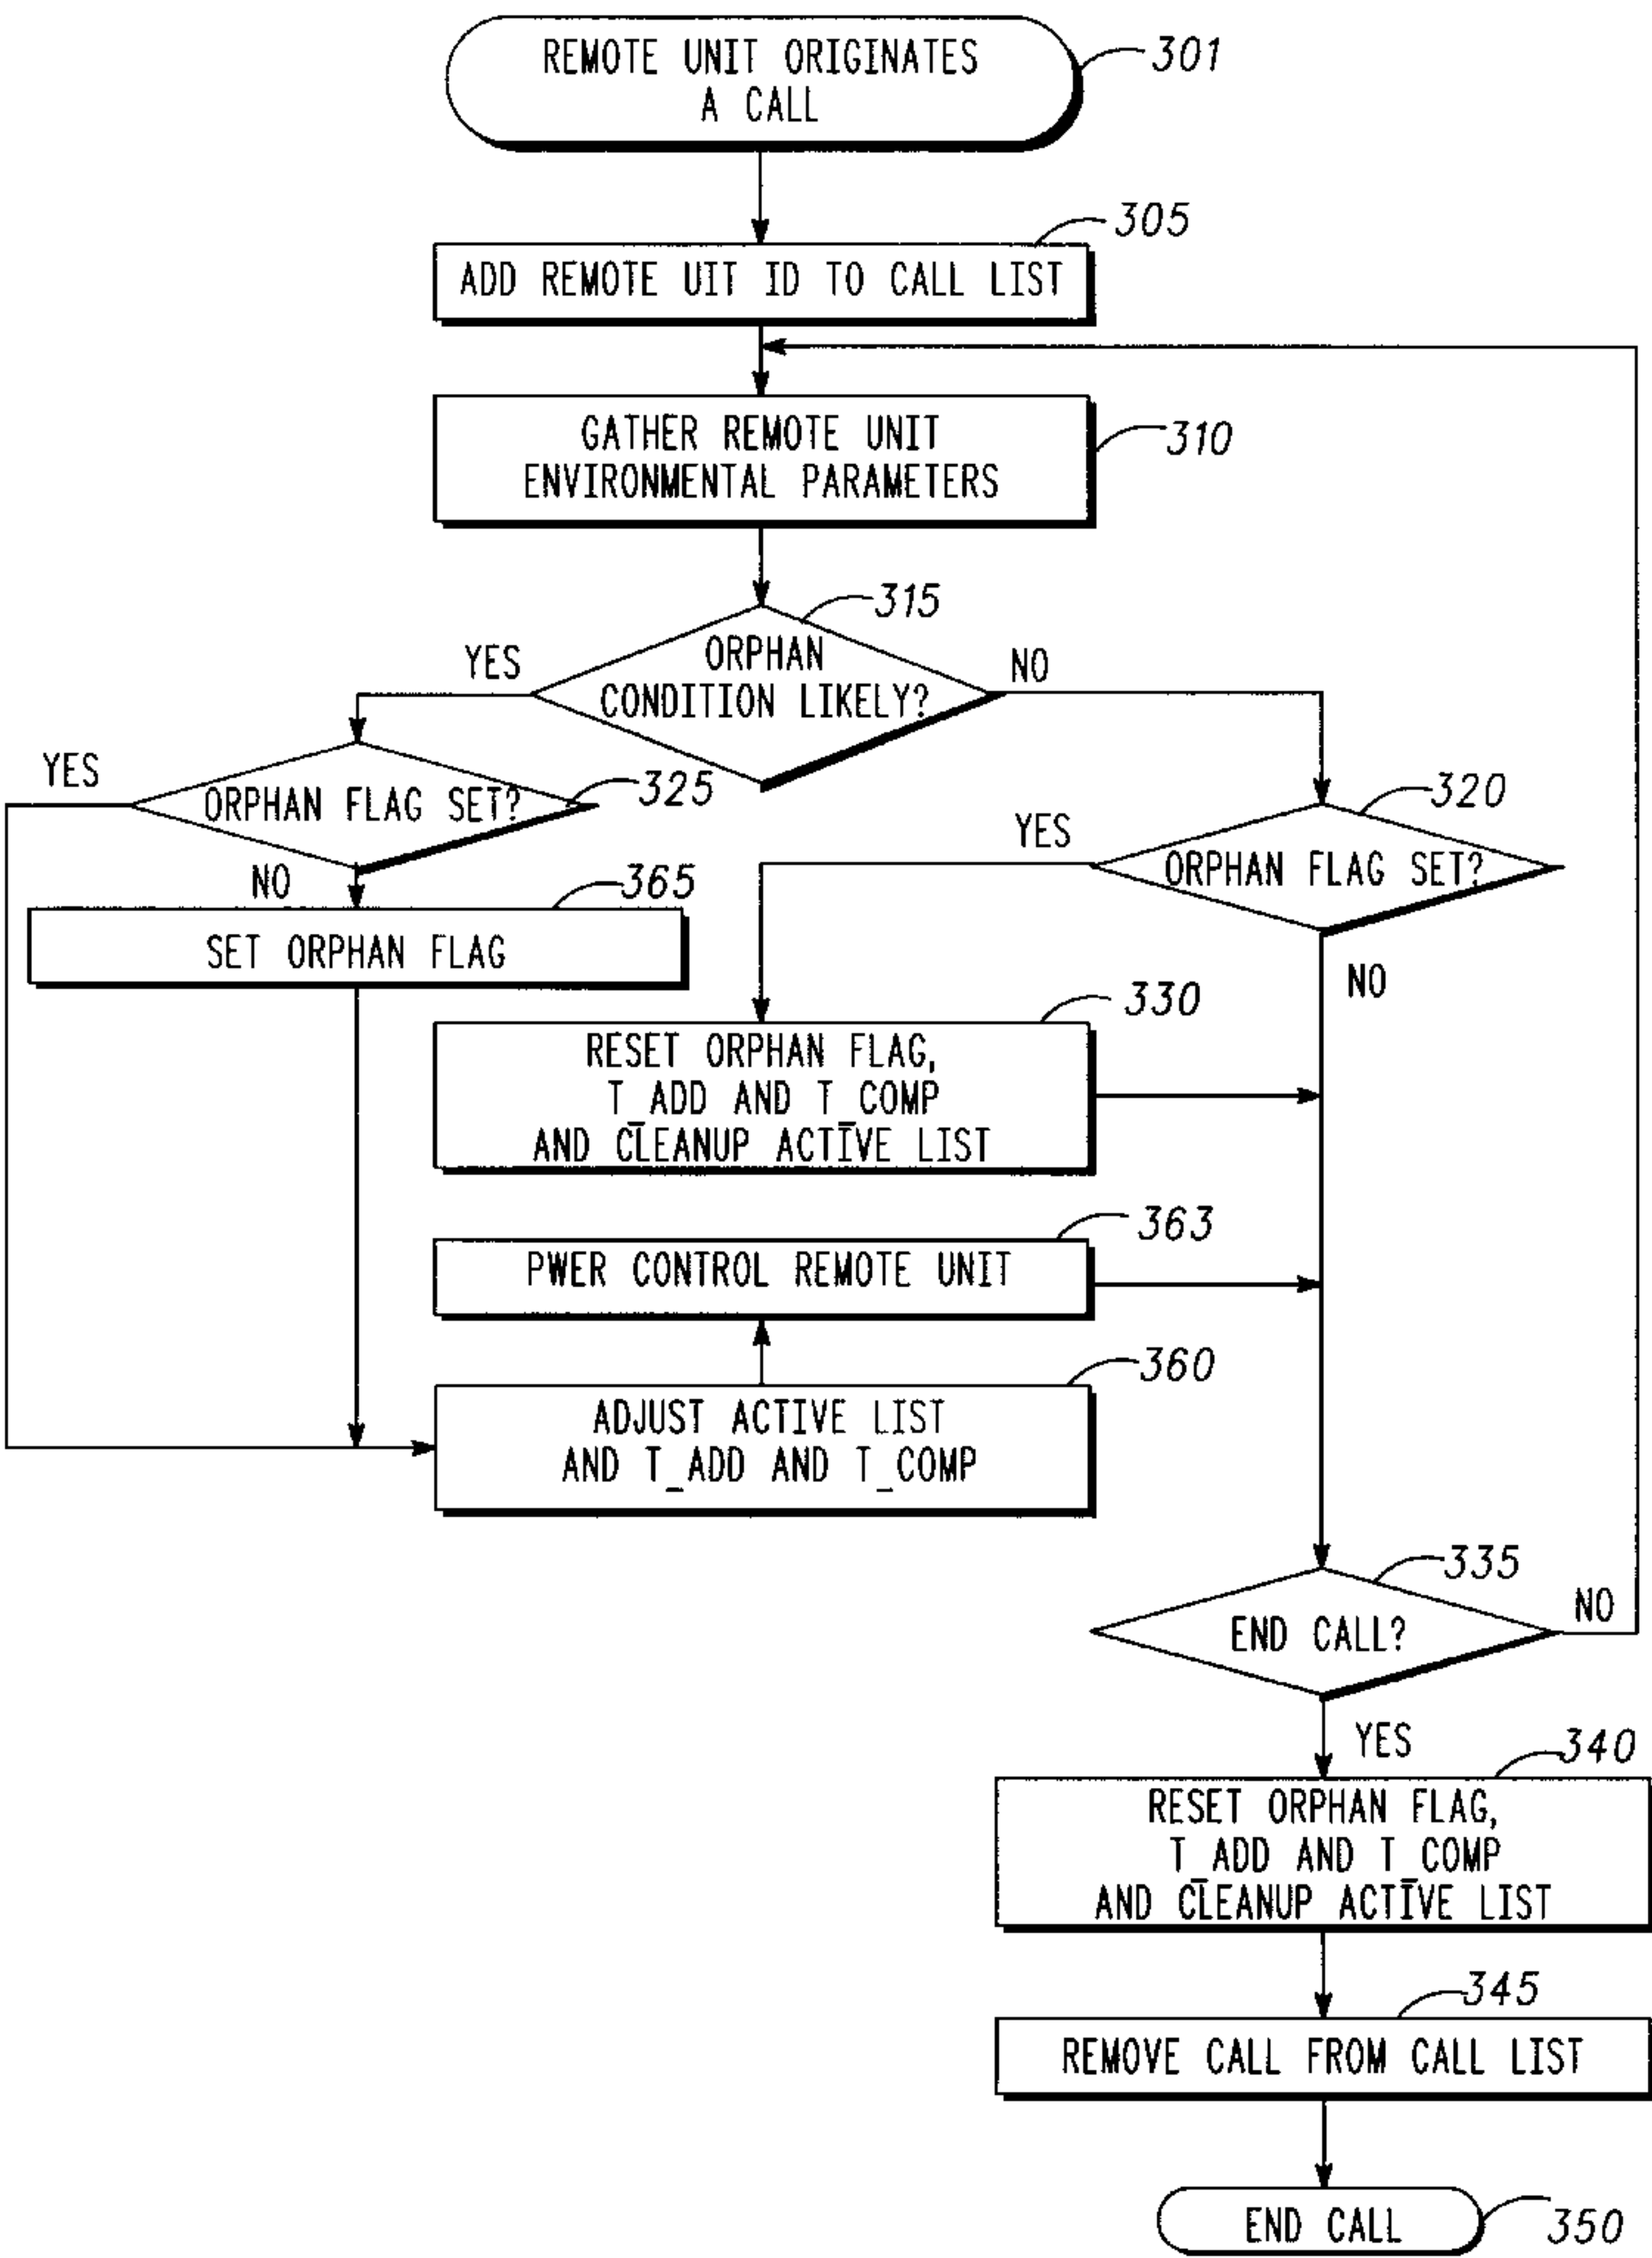 REMOTE UNIT ORIGINATES
A CALL
301
305
ADD REMOTE UIT ID TO CALL LIST
GATHER REMOTE UNIT
ENVIRONMENTAL PARAMETERS
310
315
YES
ORPHAN
CONDITION LIKELY?
NO
YES
ORPHAN FLAG SET?
325
320
YES
ORPHAN FLAG SET?
NO
365
SET ORPHAN FLAG
NO
330
RESET ORPHAN FLAG,
T_ADD AND T_COMP
AND CLEANUP ACTIVE LIST
363
PWER CONTROL REMOTE UNIT
360
ADJUST ACTIVE LIST
AND T_ADD AND T_COMP
335
END CALL?
NO
YES
340
RESET ORPHAN FLAG,
T_ADD AND T_COMP
AND CLEANUP ACTIVE LIST
345
REMOVE CALL FROM CALL LIST
END CALL
350